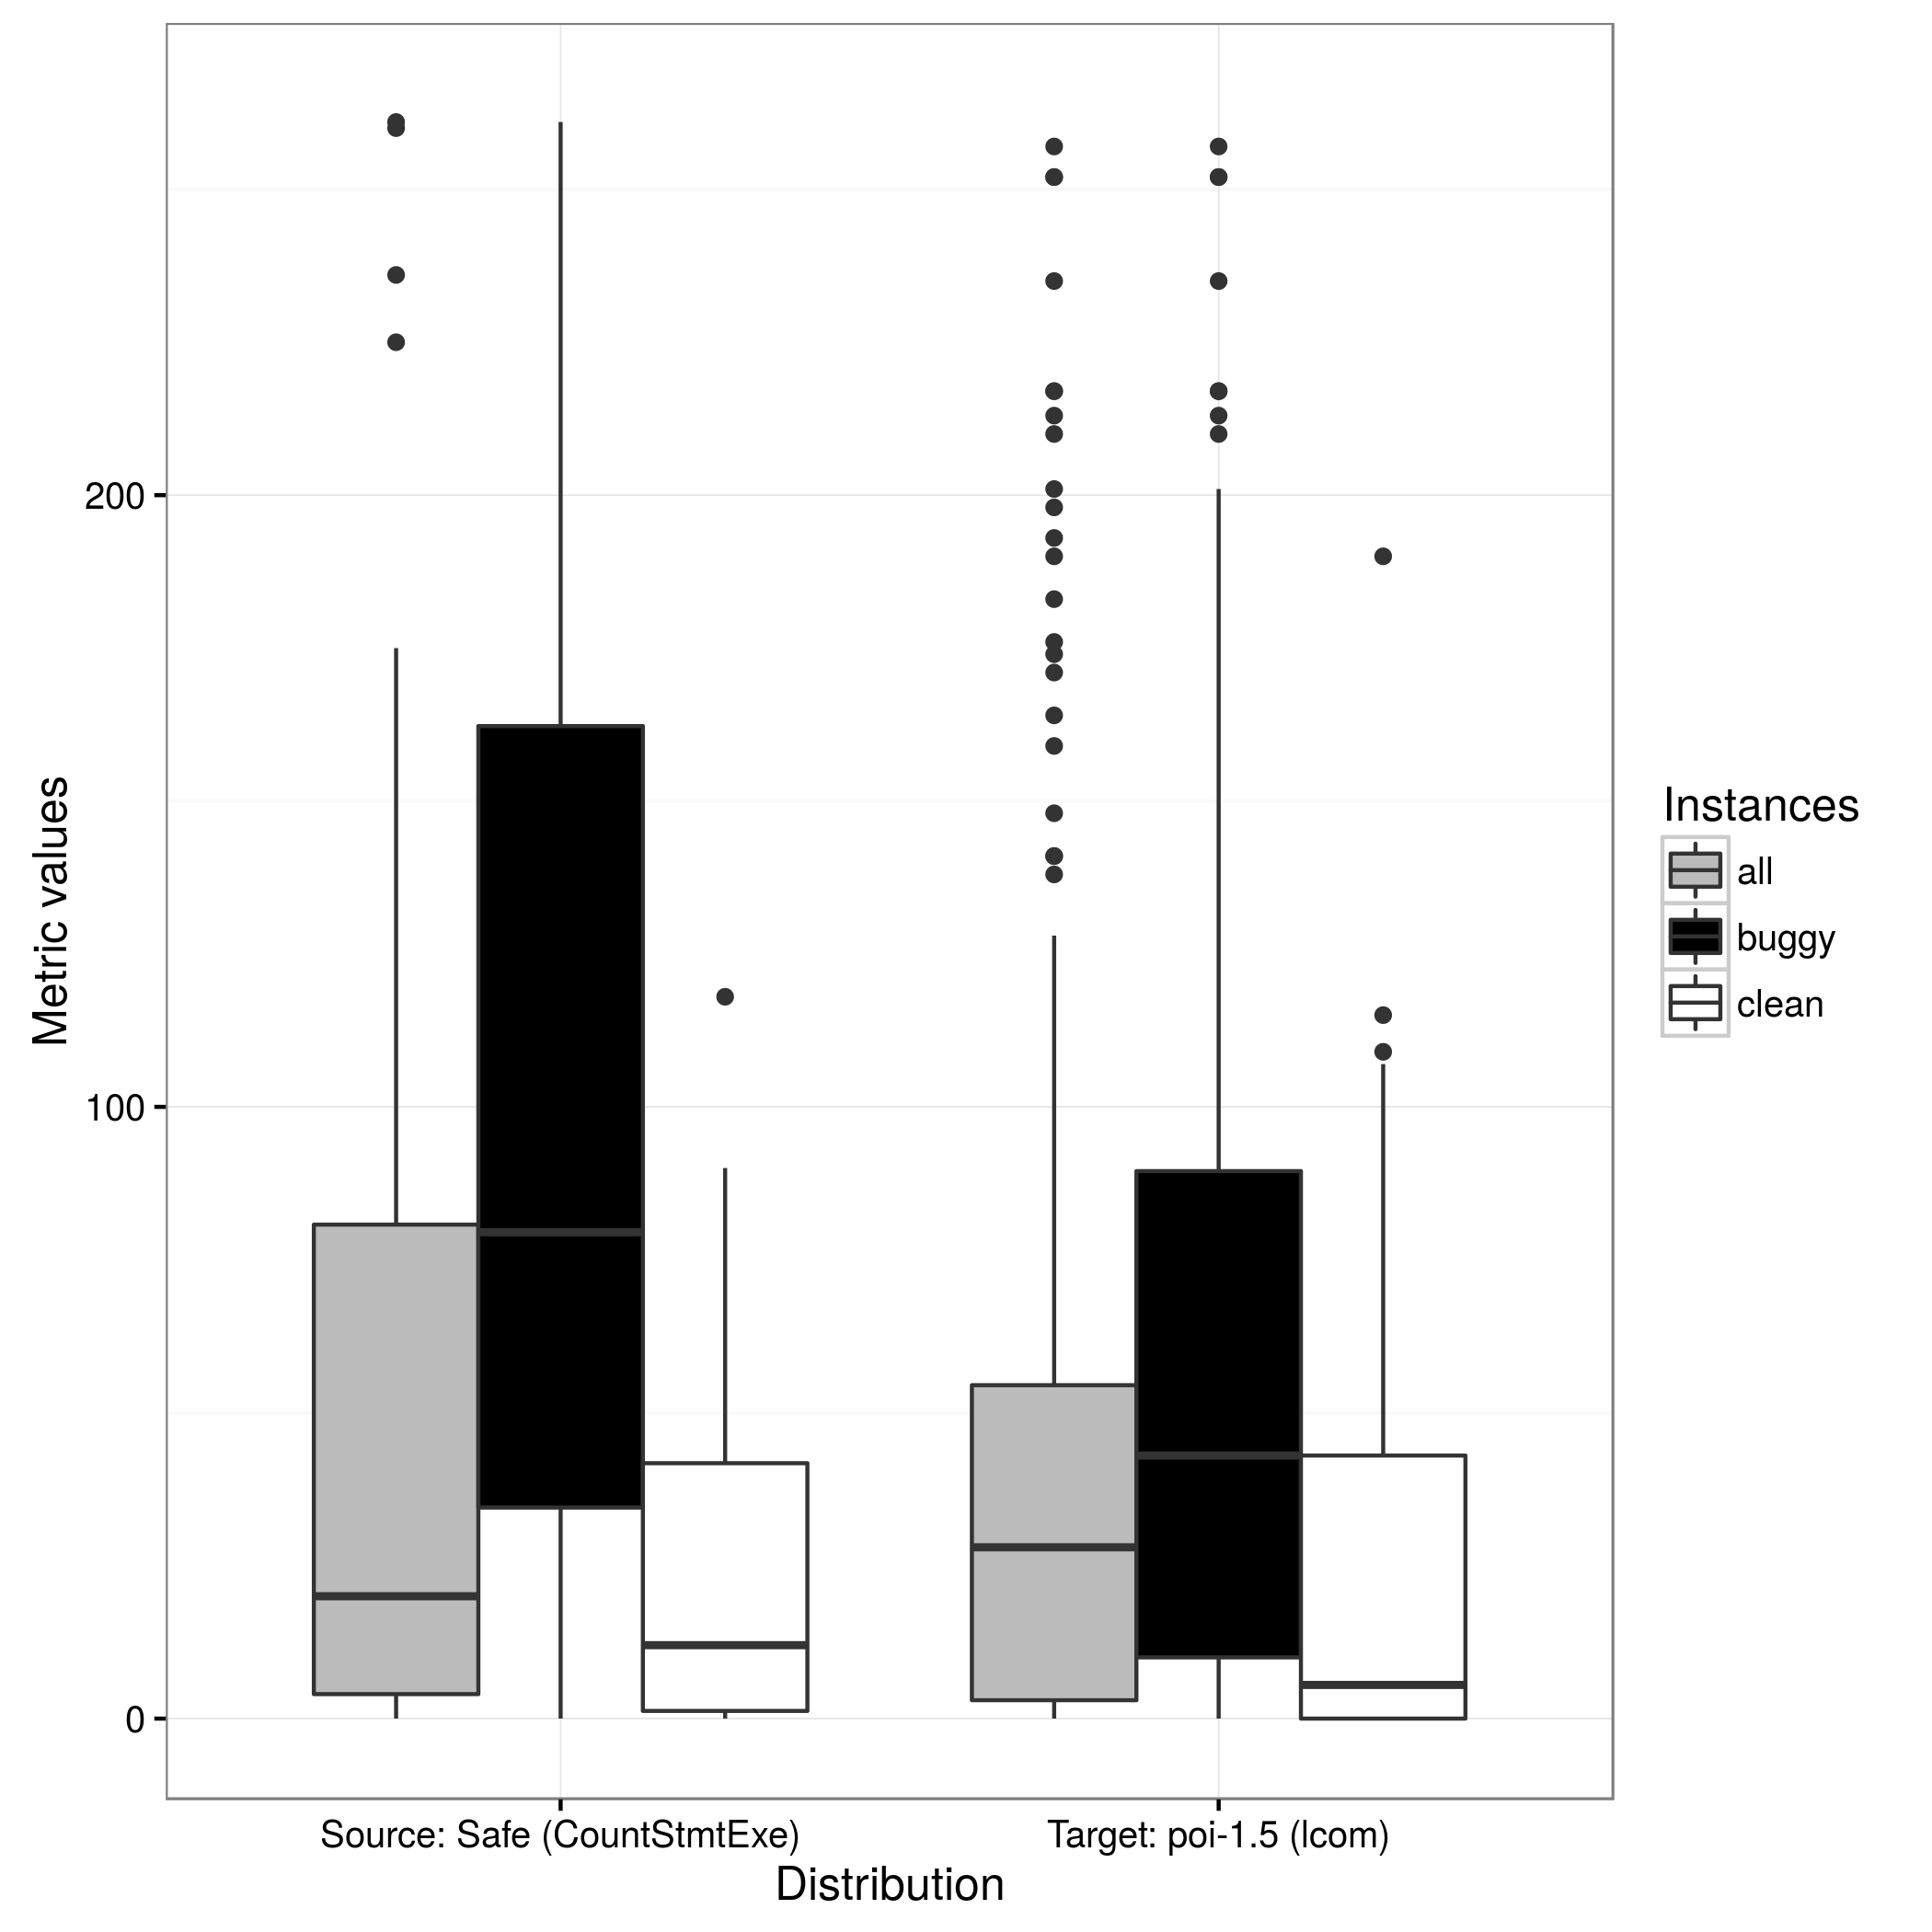 Metric values
200
100
0
Source: Safe (CountStmtExe)
Target: poi-1.5 (lcom)
Distribution
Instances
all
buggy
clean